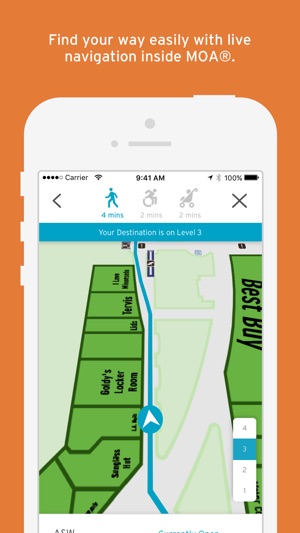 Find your way easily with live
navigation inside MOA®.
Carrier
9:41 AM
100%
4 mins
2 mins
2 mins
Your Destination is on Level 3
I Love
Minnesota
Tervis
Lids
Goldy's
Locker
Room
Best Buy
Sunglass
Hut
4
3
2
1
A|SW
Currently Open